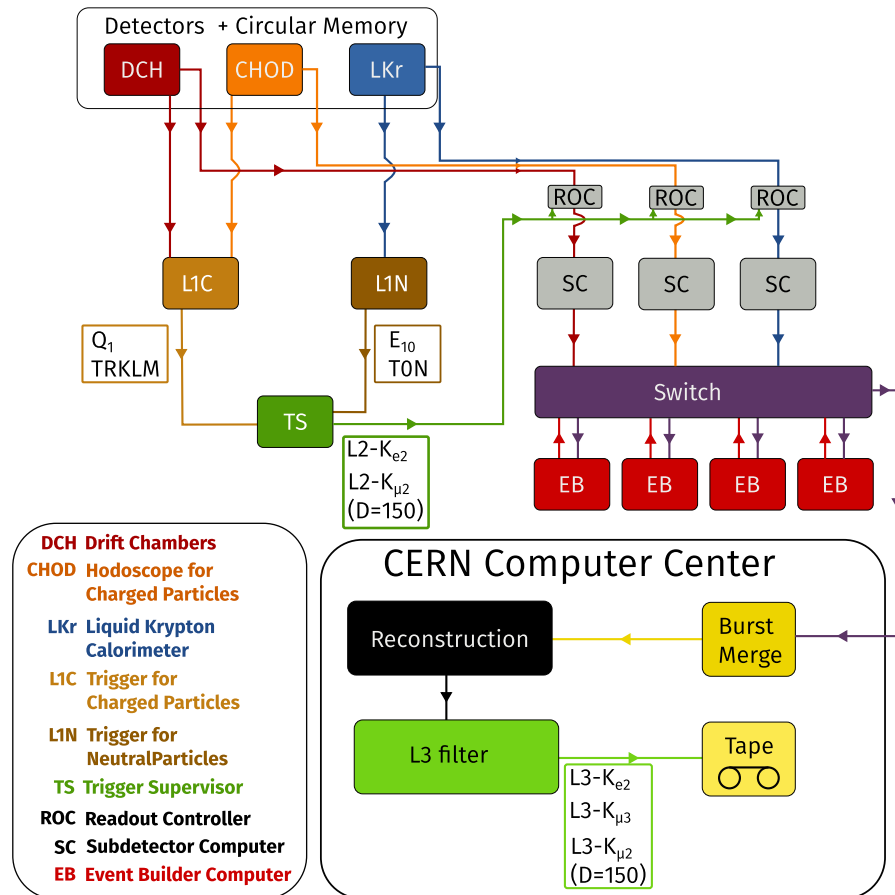 Detectors + Circular Memory
DCH
CHOD
LKr
ROC
ROC
ROC
L1C
L1N
SC
SC
SC
Q1
TRKLM
E10
T0N
Switch
TS
L2-Ke2
L2-Kμ2
(D=150)
EB
EB
EB
EB
DCH Drift Chambers
CHOD Hodoscope for
Charged Particles
LKr Liquid Krypton
Calorimeter
L1C Trigger for
Charged Particles
L1N Trigger for
NeutralParticles
TS Trigger Supervisor
ROC Readout Controller
SC Subdetector Computer
EB Event Builder Computer
CERN Computer Center
Reconstruction
Burst
Merge
L3 filter
Tape
L3-Ke2
L3-Kμ3
L3-Kμ2
(D=150)